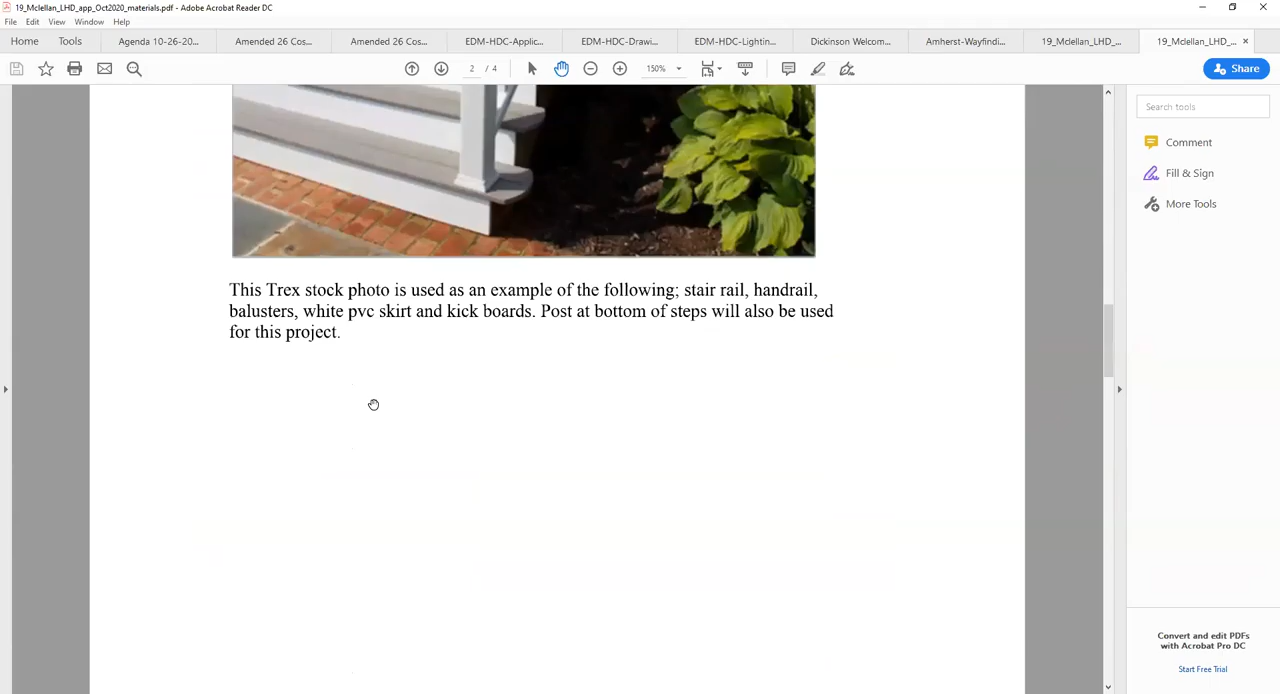 19_Mclellan_LHD_app_Oct2020_materials.pdf - Adobe Acrobat Reader DC
File Edit View Window Help
Home Tools Agenda 10-26-20... Amended 26 Cos... Amended 26 Cos... EDM-HDC-Applic... EDM-HDC-Drawi... EDM-HDC-Lightin... Dickinson Welcom... Amherst-Wayfindi... 19_Mclellan_LHD_... 19_Mclellan_LHD_...
2 / 4 150% Share
Search tools
Comment
Fill & Sign
More Tools
This Trex stock photo is used as an example of the following; stair rail, handrail,
balusters, white pvc skirt and kick boards. Post at bottom of steps will also be used
for this project.
Convert and edit PDFs
with Acrobat Pro DC
Start Free Trial